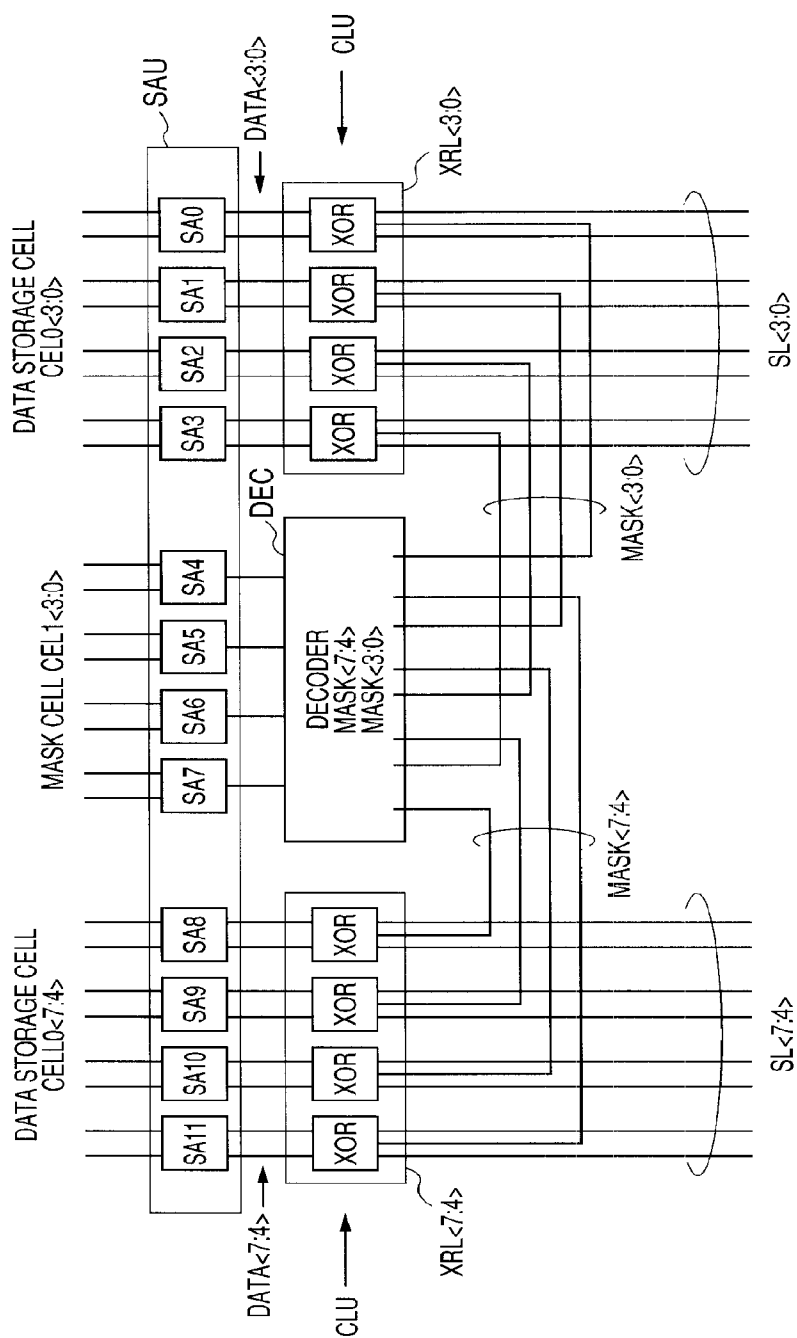 DATA STORAGE CELL
CELL0<7:4>
MASK CELL CEL1<3:0>
DATA STORAGE CELL
CEL0<3:0>
SAU
SA11
SA10
SA9
SA8
SA7
SA6
SA5
SA4
SA3
SA2
SA1
SA0
DATA<7:4>
DEC
DATA<3:0>
CLU
XOR
XOR
XOR
XOR
DECODER
MASK<7:4>
MASK<3:0>
XOR
XOR
XOR
XOR
CLU
XRL<7:4>
XRL<3:0>
MASK<7:4>
MASK<3:0>
SL<7:4>
SL<3:0>